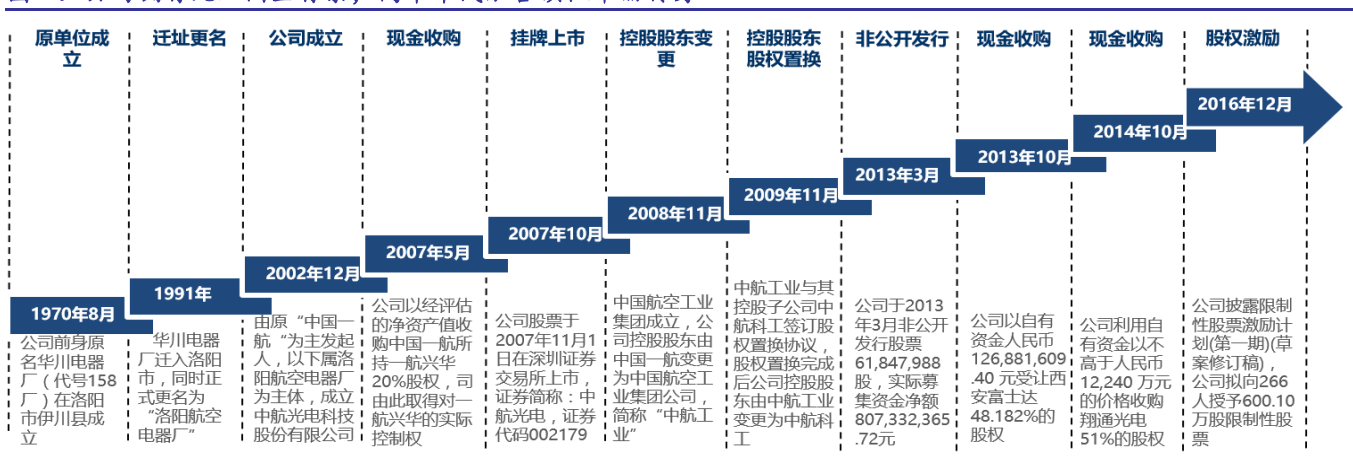 原单位成
立
1970年8月
公司前身原
名华川电器
厂（代号158
厂）在洛阳
市伊川县成
立
迁址更名
1991年
华川电器
厂迁入洛阳
市，同时正
式更名为
“洛阳航空
电器厂”
公司成立
2002年12月
由原“中国一
航“为主发起
人，以下属洛
阳航空电器厂
为主体，成立
中航光电科技
股份有限公司
现金收购
2007年5月
公司以经评估
的净资产值收
购中国一航所
持一航兴华
20%股权，司
由此取得对一
航兴华的实际
控制权
挂牌上市
2007年10月
公司股票于
2007年11月1
日在深圳证券
交易所上市，
证券简称：中
航光电，证券
代码002179
控股股东变
更
2008年11月
中国航空工业
集团成立，公
司控股股东由
中国一航变更
为中国航空工
业集团公司，
简称“中航工
业”
控股股东
股权置换
2009年11月
中航工业与其
控股子公司中
航科工签订股
权置换协议，
股权置换完成
后公司控股股
东由中航工业
变更为中航科
工
非公开发行
2013年3月
公司于2013
年3月非公开
发行股票
61,847,988
股，实际募
集资金净额
807,332,365
.72元
现金收购
2013年10月
公司以自有
资金人民币
126,881,609
.40 元受让西
安富士达
48.182%的
股权
现金收购
2014年10月
公司利用自
有资金以不
高于人民币
12,240 万元
的价格收购
翔通光电
51%的股权
股权激励
2016年12月
公司披露限制
性股票激励计
划(第一期)(草
案修订稿)，
公司拟向266
人授予600.10
万股限制性股
票